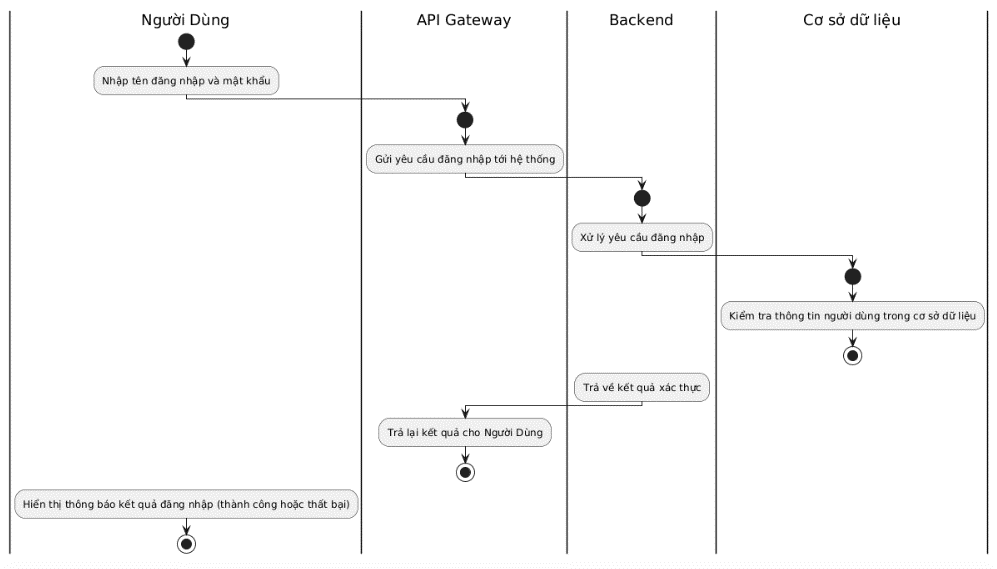 Người Dùng
API Gateway
Backend
Cơ sở dữ liệu
Nhập tên đăng nhập và mật khẩu
Gửi yêu cầu đăng nhập tới hệ thống
Xử lý yêu cầu đăng nhập
Kiểm tra thông tin người dùng trong cơ sở dữ liệu
Trả về kết quả xác thực
Trả lại kết quả cho Người Dùng
Hiển thị thông báo kết quả đăng nhập (thành công hoặc thất bại)